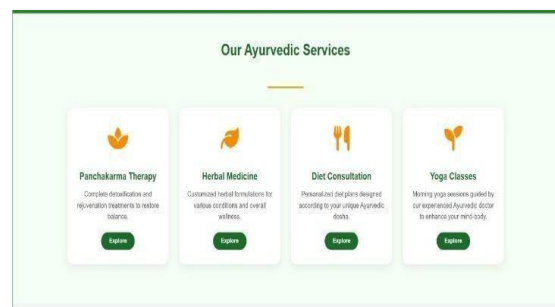 Our Ayurvedic Services
Panchakarma Therapy
Complete detoxification and
rejuvenation treatments to restore
balance.
Explore
Herbal Medicine
Customized herbal formulations for
various conditions and overall
wellness.
Explore
Diet Consultation
Personalized diet plans designed
according to your unique Ayurvedic
dosha.
Explore
Yoga Classes
Morning yoga sessions guided by
our experienced Ayurvedic doctor
to enhance your mind-body.
Explore